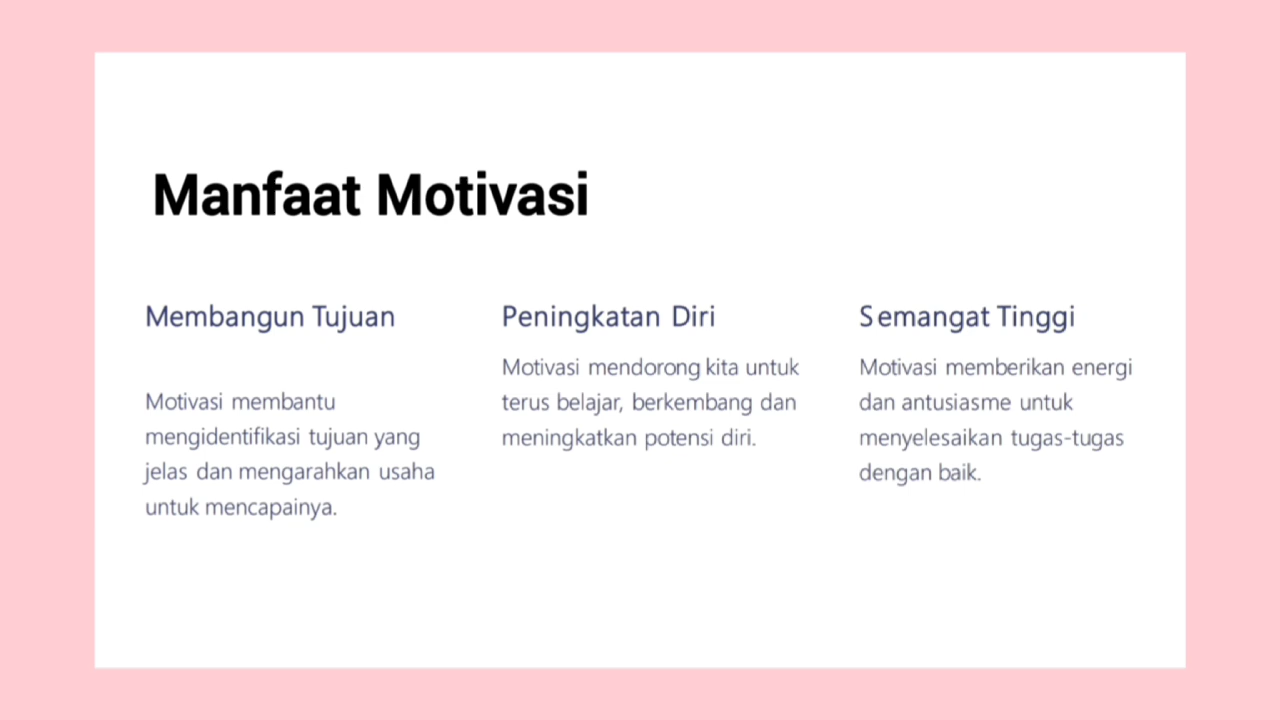 Manfaat Motivasi
Membangun Tujuan
Motivasi membantu
mengidentifikasi tujuan yang
jelas dan mengarahkan usaha
untuk mencapainya.
Peningkatan Diri
Motivasi mendorong kita untuk
terus belajar, berkembang dan
meningkatkan potensi diri.
Semangat Tinggi
Motivasi memberikan energi
dan antusiasme untuk
menyelesaikan tugas-tugas
dengan baik.